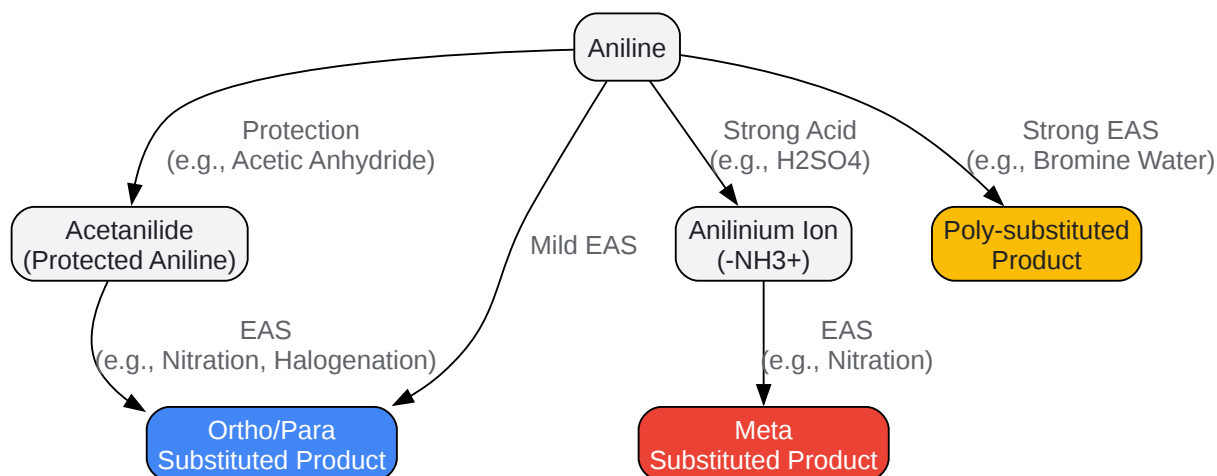 Aniline
Protection
(e.g., Acetic Anhydride)
Strong Acid
(e.g., H2SO4)
Strong EAS
(e.g., Bromine Water)
Acetanilide
(Protected Aniline)
Mild EAS
Anilinium Ion
(-NH3+)
Poly-substituted
Product
EAS
(e.g., Nitration, Halogenation)
EAS
(e.g., Nitration)
Ortho/Para
Substituted Product
Meta
Substituted Product